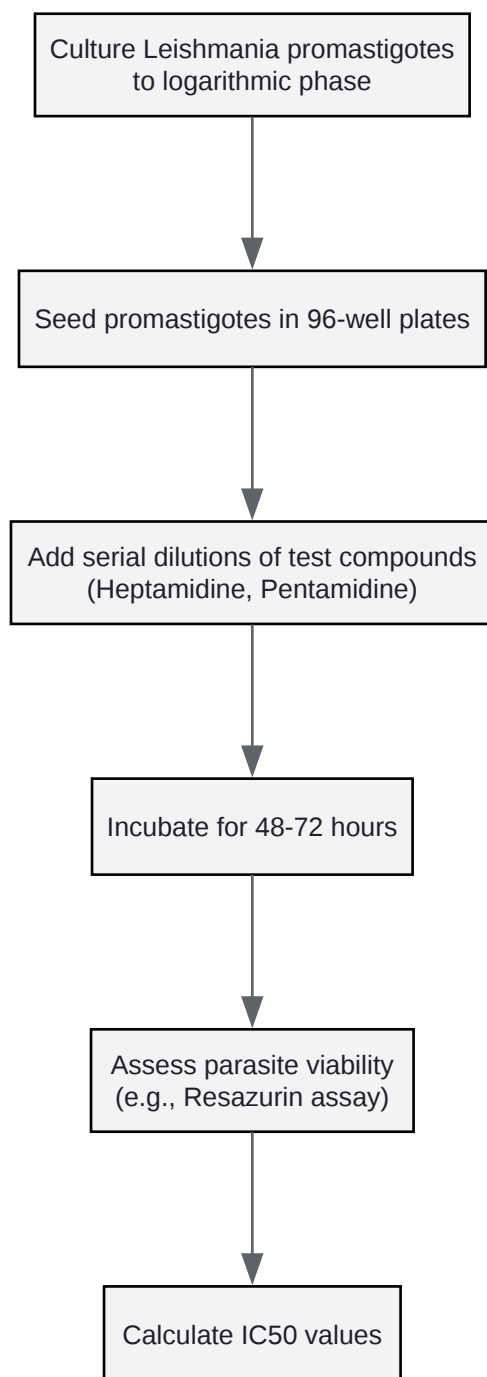 Culture Leishmania promastigotes
to logarithmic phase
Seed promastigotes in 96-well plates
Add serial dilutions of test compounds
(Heptamidine, Pentamidine)
Incubate for 48-72 hours
Assess parasite viability
(e.g., Resazurin assay)
Calculate IC50 values